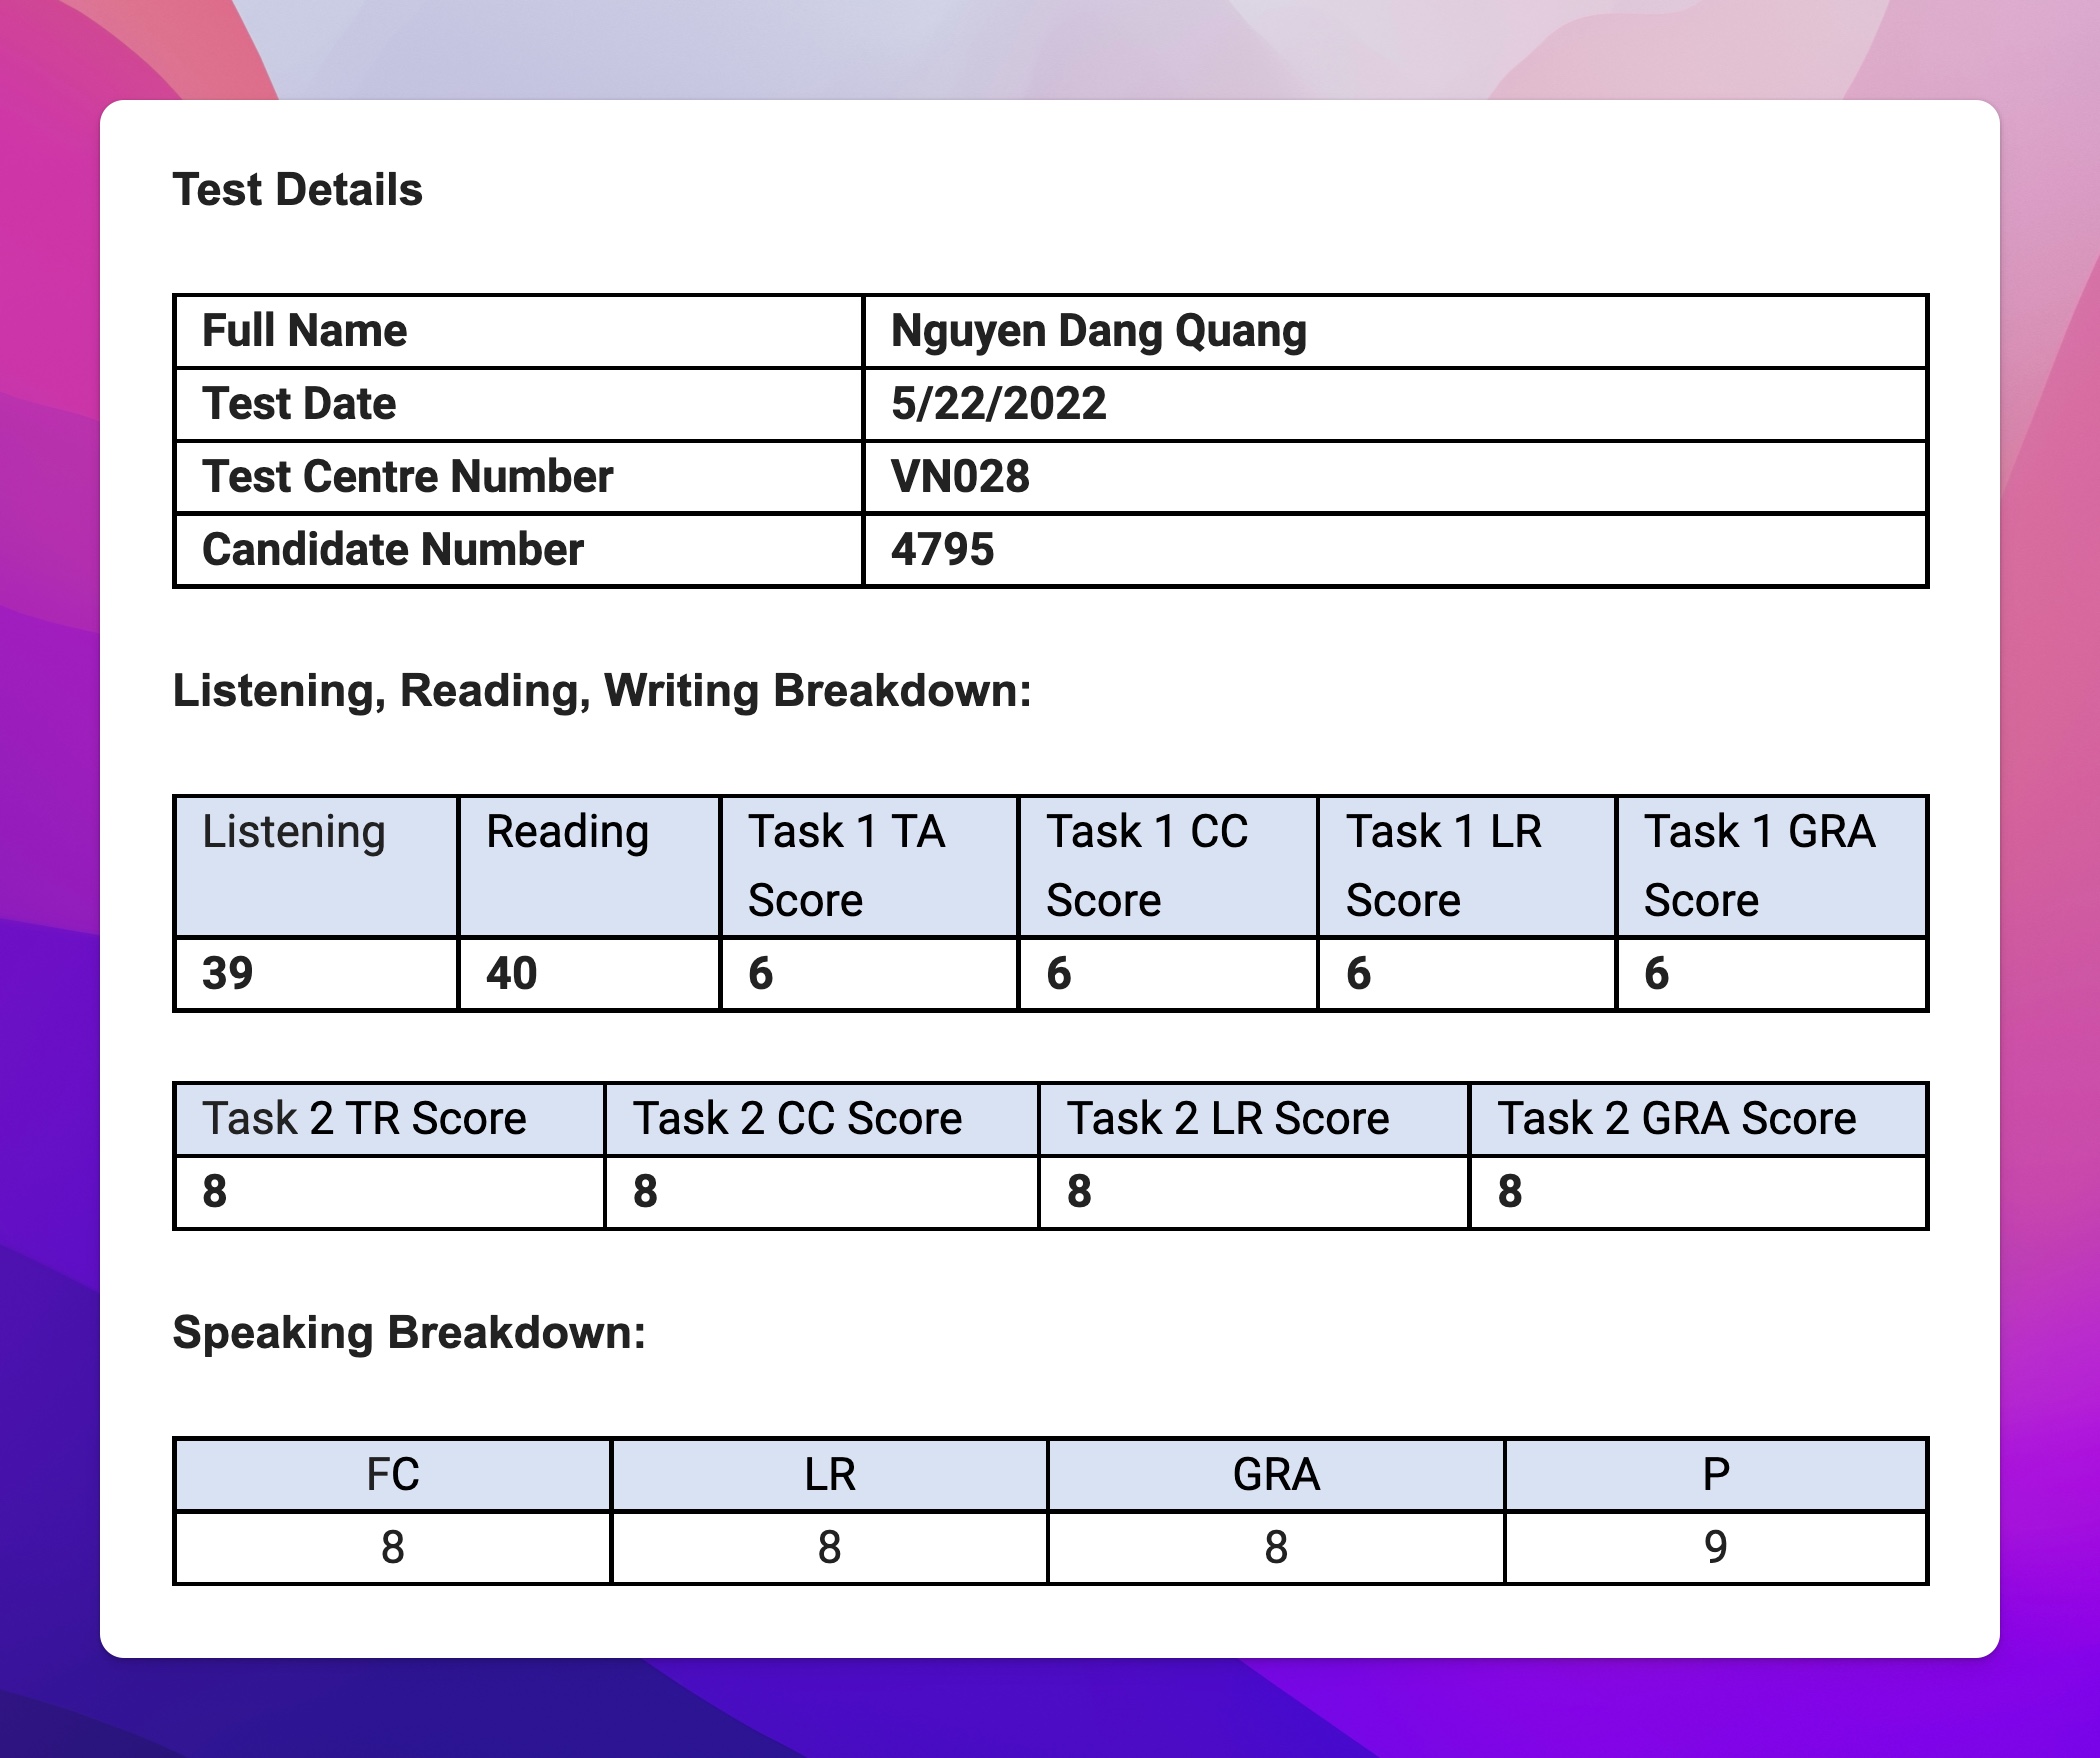 Test Details
Full Name Nguyen Dang Quang
Test Date 5/22/2022
Test Centre Number VN028
Candidate Number 4795
Listening, Reading, Writing Breakdown:
Listening Reading Task 1 TA Score Task 1 CC Score Task 1 LR Score Task 1 GRA Score
39 40 6 6 6 6
Task 2 TR Score Task 2 CC Score Task 2 LR Score Task 2 GRA Score
8 8 8 8
Speaking Breakdown:
FC LR GRA P
8 8 8 9